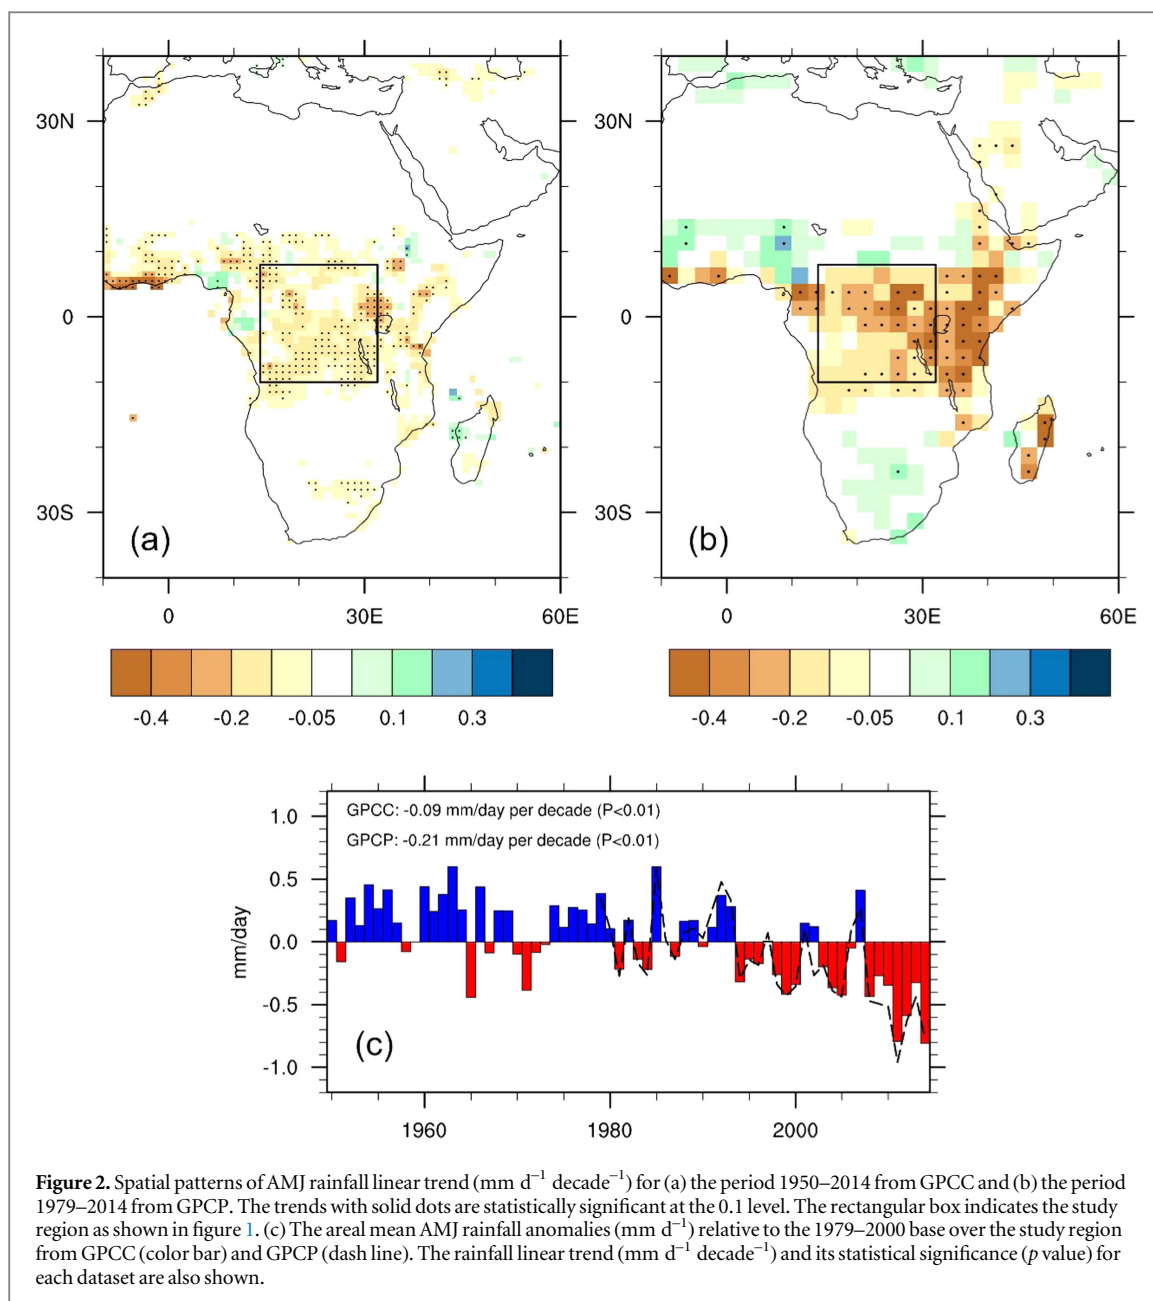 30N 30N
0 0
30S 30S
(a) (b)
0 30E 60E 0 30E 60E
-0.4 -0.2 -0.05 0.1 0.3 -0.4 -0.2 -0.05 0.1 0.3
1.0
GPCC: -0.09 mm/day per decade (P<0.01)
GPCP: -0.21 mm/day per decade (P<0.01)
0.5
mm/day
0.0
-0.5
(c)
-1.0
1960 1980 2000
Figure 2. Spatial patterns of AMJ rainfall linear trend (mm d⁻¹ decade⁻¹) for (a) the period 1950–2014 from GPCC and (b) the period
1979–2014 from GPCP. The trends with solid dots are statistically significant at the 0.1 level. The rectangular box indicates the study
region as shown in figure 1. (c) The areal mean AMJ rainfall anomalies (mm d⁻¹) relative to the 1979–2000 base over the study region
from GPCC (color bar) and GPCP (dash line). The rainfall linear trend (mm d⁻¹ decade⁻¹) and its statistical significance (p value) for
each dataset are also shown.